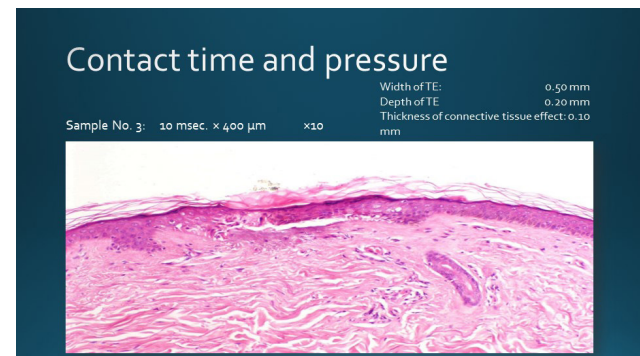 Contact time and pressure
Width of TE: 0.50 mm
Depth of TE 0.20 mm
Thickness of connective tissue effect: 0.10
mm
Sample No. 3: 10 msec. × 400 µm ×10